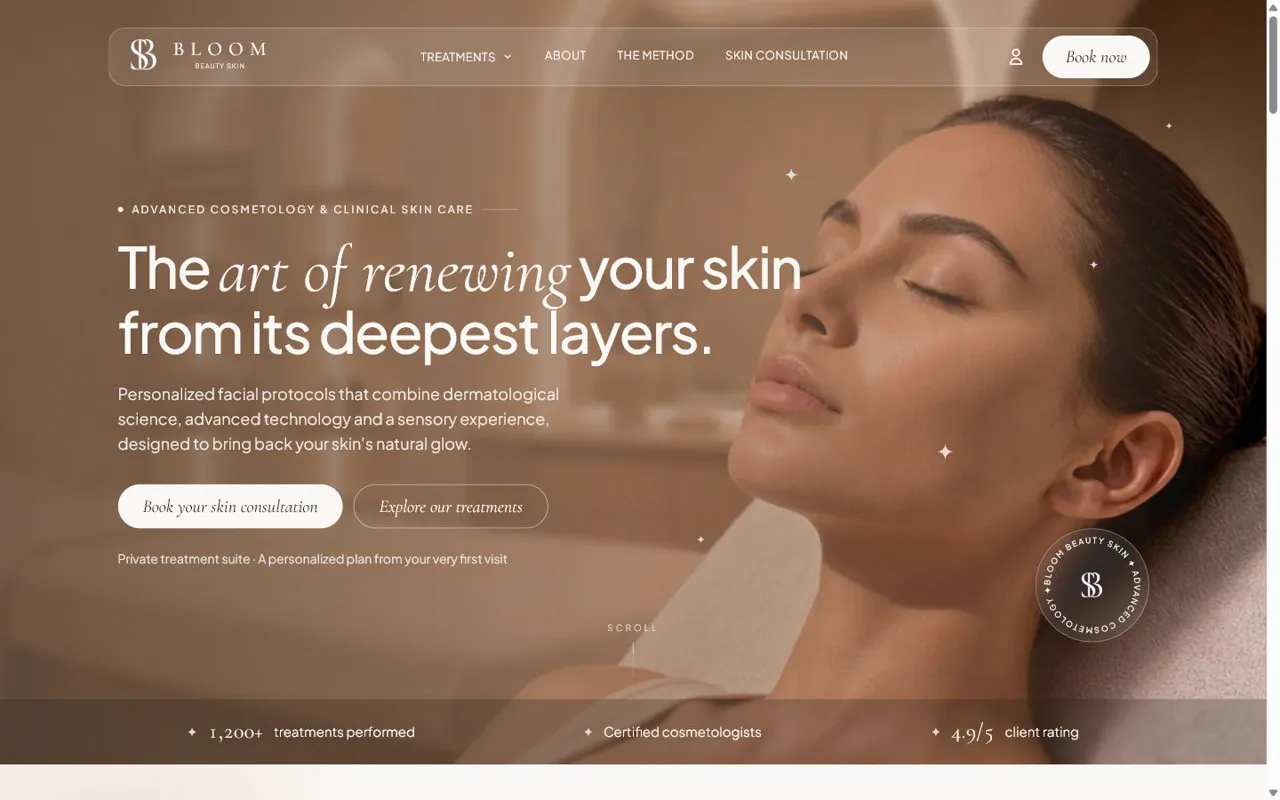 BLOOM
BEAUTY SKIN
TREATMENTS
ABOUT
THE METHOD
SKIN CONSULTATION
Book now
ADVANCED COSMETOLOGY & CLINICAL SKIN CARE
The art of renewing your skin
from its deepest layers.
Personalized facial protocols that combine dermatological
science, advanced technology and a sensory experience,
designed to bring back your skin's natural glow.
Book your skin consultation
Explore our treatments
Private treatment suite · A personalized plan from your very first visit
BLOOM BEAUTY SKIN ✦ ADVANCED COSMETOLOGY ✦
SCROLL
✦ 1,200+ treatments performed
✦ Certified cosmetologists
✦ 4.9/5 client rating